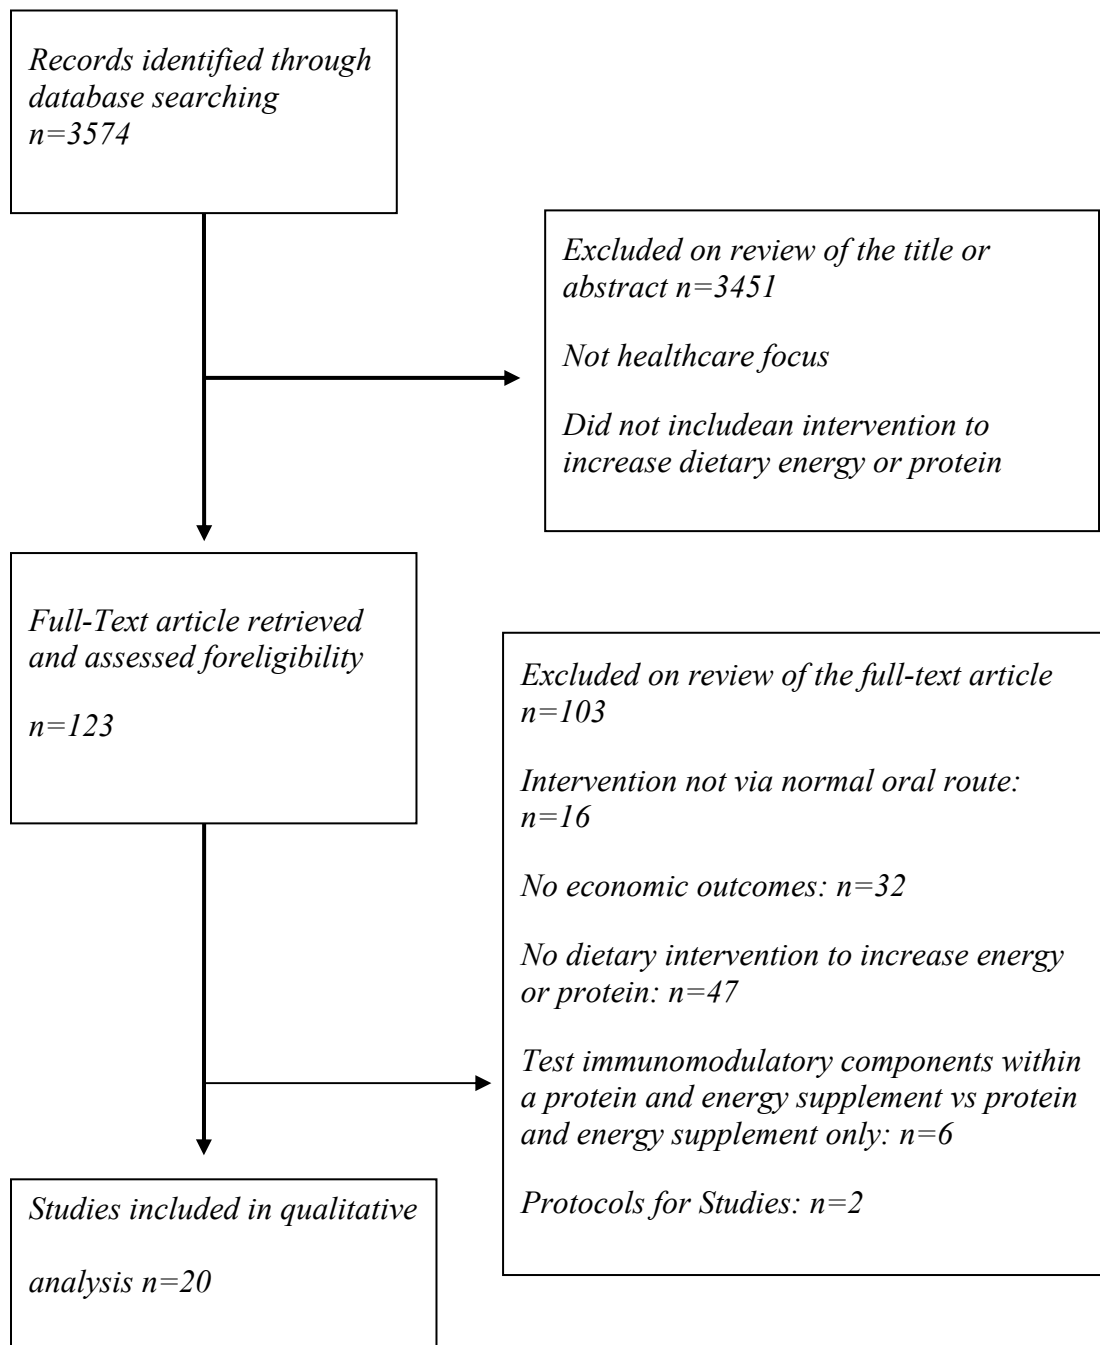 Records identified through
database searching
n=3574
Excluded on review of the title or
abstract n=3451
Not healthcare focus
Did not includean intervention to
increase dietary energy or protein
Full-Text article retrieved
and assessed foreligibility
n=123
Excluded on review of the full-text article
n=103
Intervention not via normal oral route:
n=16
No economic outcomes: n=32
No dietary intervention to increase energy
or protein: n=47
Test immunomodulatory components within
a protein and energy supplement vs protein
and energy supplement only: n=6
Protocols for Studies: n=2
Studies included in qualitative
analysis n=20